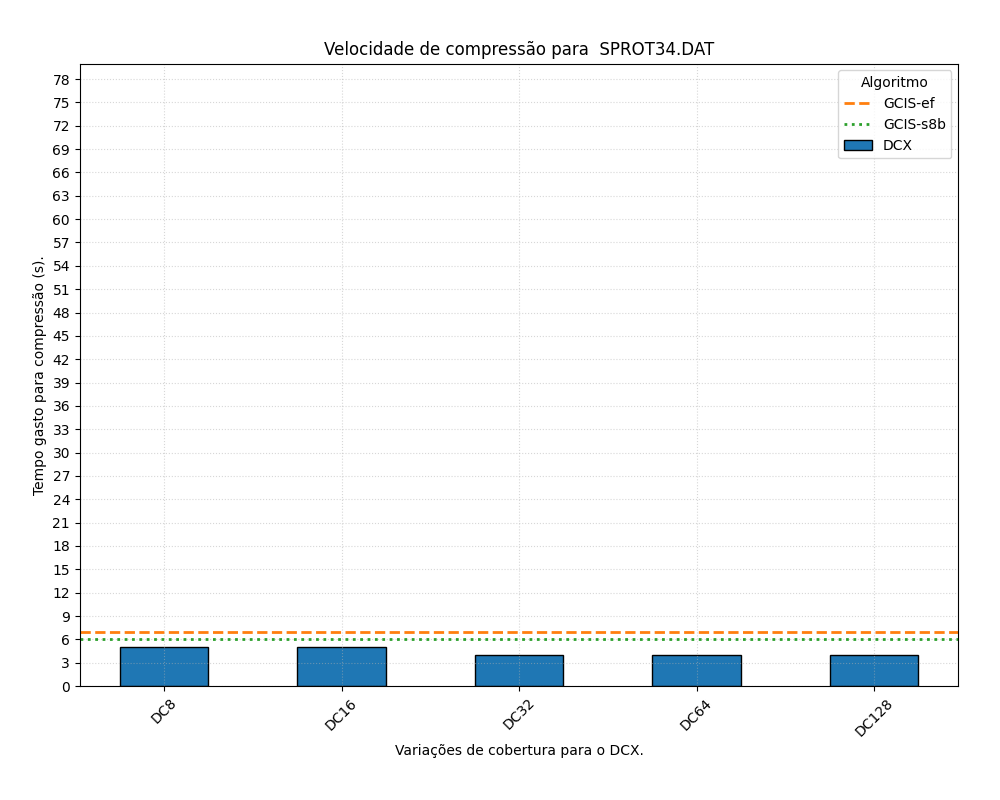 Velocidade de compressão para  SPROT34.DAT
Algoritmo
GCIS-ef
GCIS-s8b
DCX
Tempo gasto para compressão (s).
78
75
72
69
66
63
60
57
54
51
48
45
42
39
36
33
30
27
24
21
18
15
12
9
6
3
0
DC8
DC16
DC32
DC64
DC128
Variações de cobertura para o DCX.